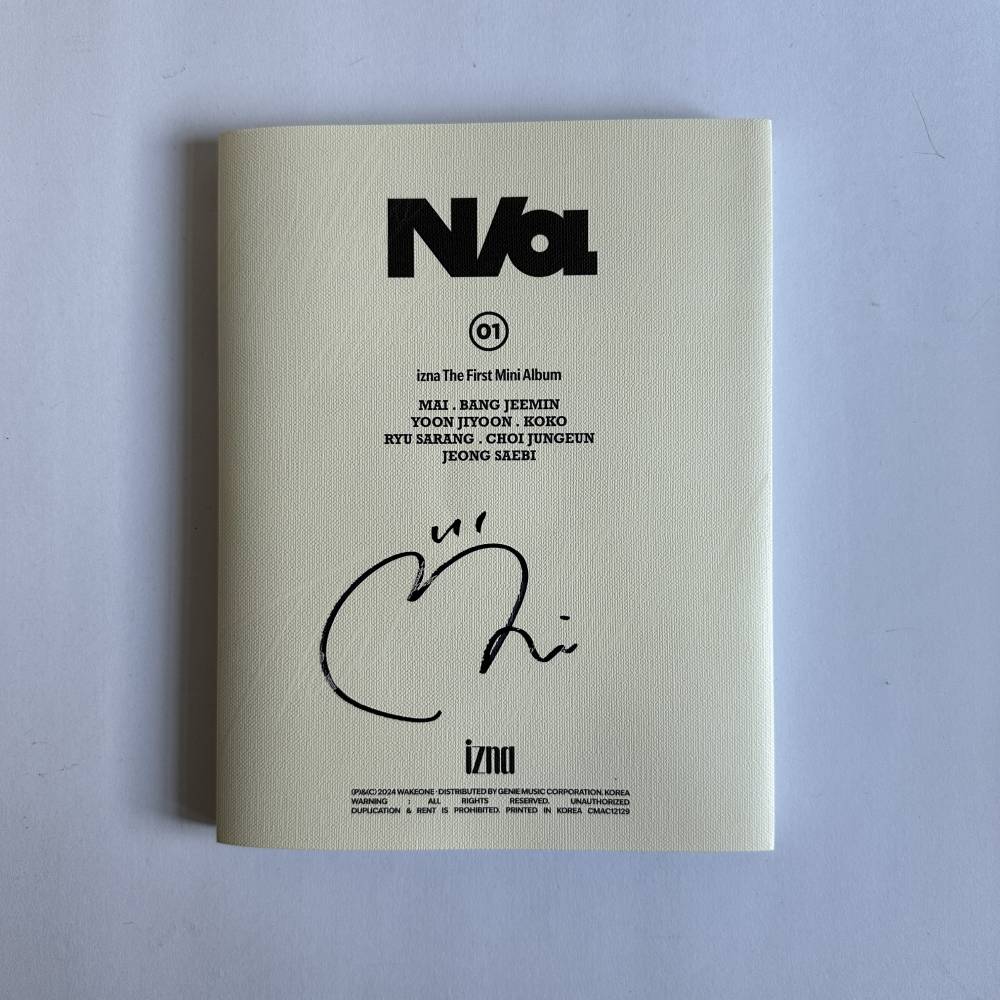 N/a
01
izna The First Mini Album
MAI . BANG JEEMIN
YOON JIYOON . KOKO
RYU SARANG . CHOI JUNGEUN
JEONG SAEBI
izna
(P)&(C) 2024 WAKEONE · DISTRIBUTED BY GENIE MUSIC CORPORATION, KOREA
WARNING : ALL RIGHTS RESERVED. UNAUTHORIZED
DUPLICATION & RENT IS PROHIBITED. PRINTED IN KOREA CMAC12129